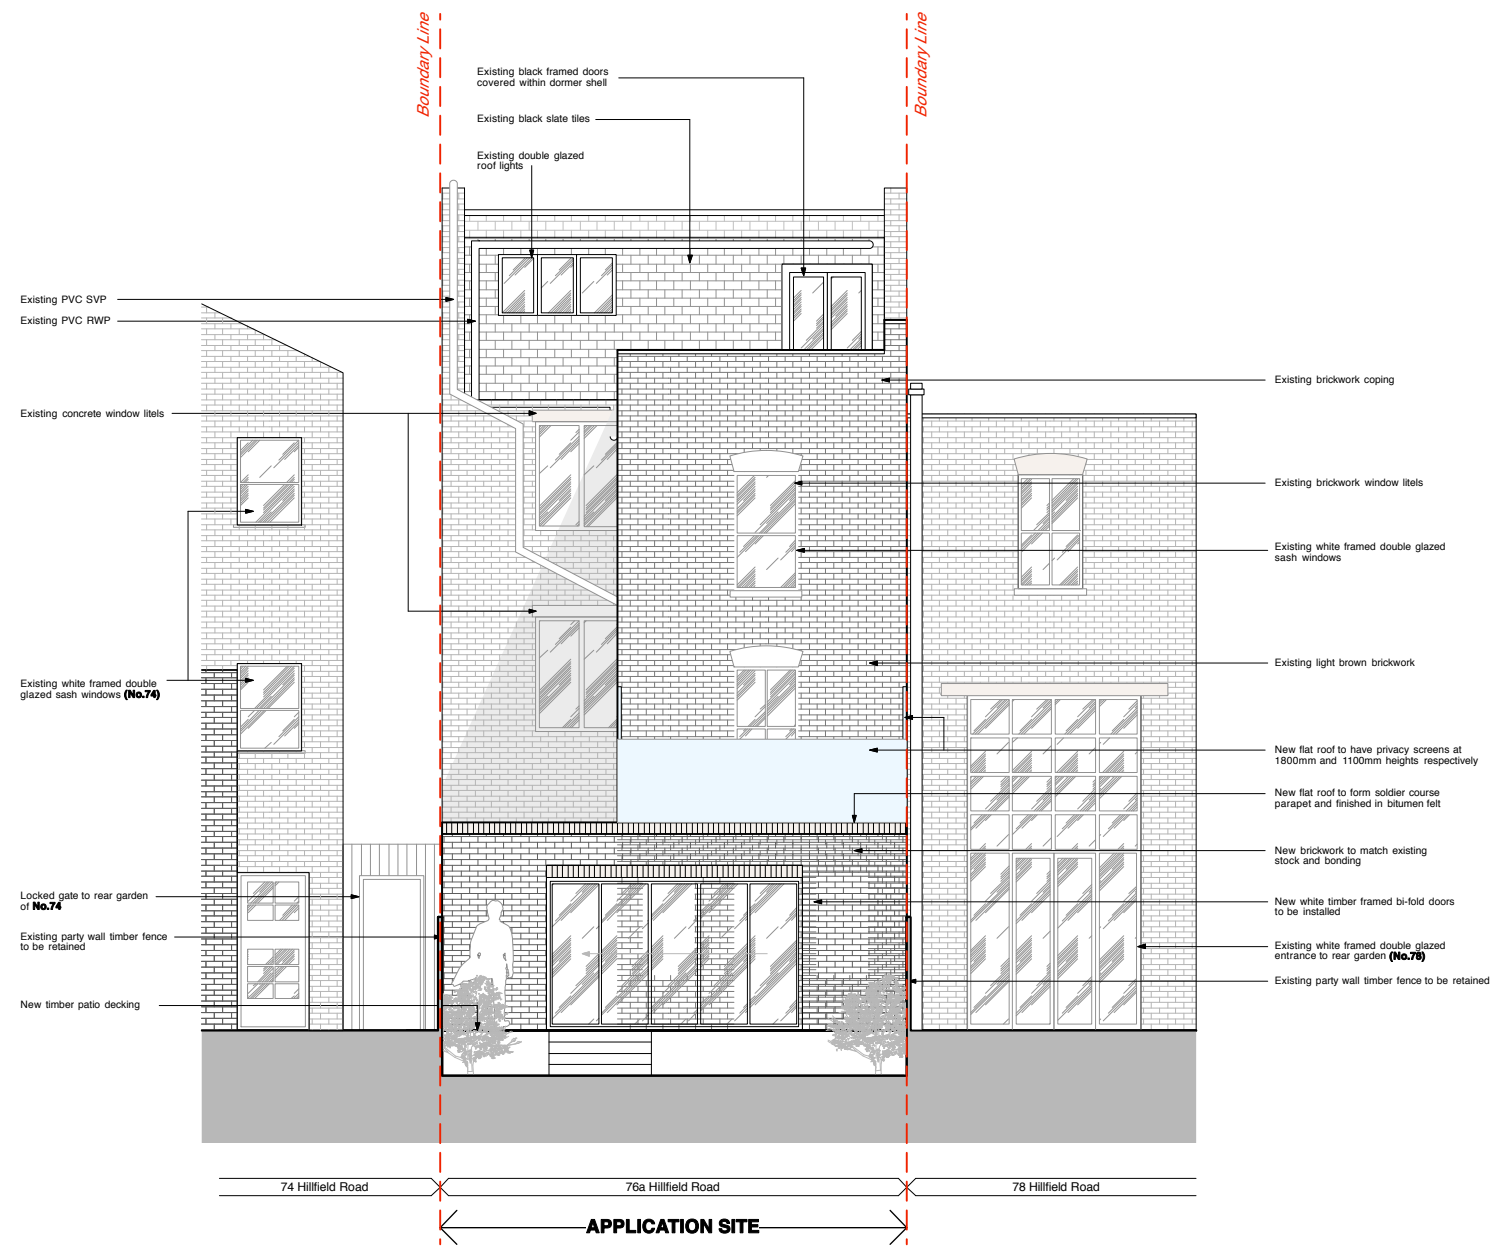 Boundary Line
Boundary Line
Existing black framed doors
covered within dormer shell
Existing black slate tiles
Existing double glazed
roof lights
Existing PVC SVP
Existing PVC RWP
Existing concrete window litels
Existing white framed double
glazed sash windows (No.74)
Locked gate to rear garden
of No.74
Existing party wall timber fence
to be retained
New timber patio decking
Existing brickwork coping
Existing brickwork window litels
Existing white framed double glazed
sash windows
Existing light brown brickwork
New flat roof to have privacy screens at
1800mm and 1100mm heights respectively
New flat roof to form soldier course
parapet and finished in bitumen felt
New brickwork to match existing
stock and bonding
New white timber framed bi-fold doors
to be installed
Existing white framed double glazed
entrance to rear garden (No.78)
Existing party wall timber fence to be retained
74 Hillfield Road
76a Hillfield Road
78 Hillfield Road
APPLICATION SITE